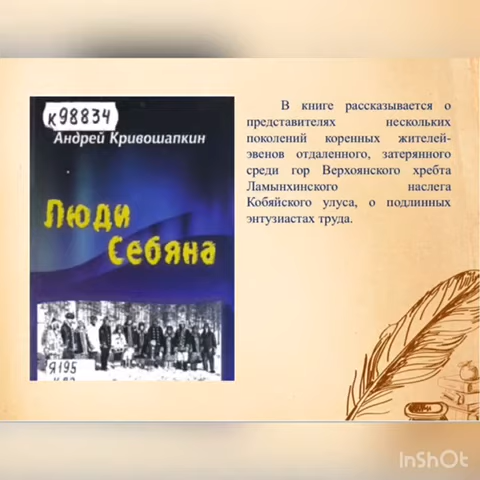 к98834
Андрей Кривошапкин
Люди
Себяна
Я195
В книге рассказывается о
представителях нескольких
поколений коренных жителей-
эвенов отдаленного, затерянного
среди гор Верхоянского хребта
Ламынхинского наслега
Кобяйского улуса, о подлинных
энтузиастах труда.
InShOt